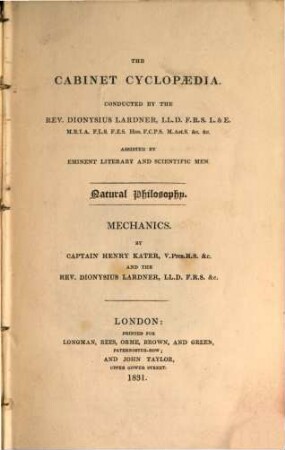 THE
CABINET CYCLOPÆDIA.
CONDUCTED BY THE
REV. DIONYSIUS LARDNER, LL.D. F.R.S. L. & E.
M.R.I.A. F.L.S. F.Z.S. Hon. F.C.P.S. M.Ast.S. &c. &c.
ASSISTED BY
EMINENT LITERARY AND SCIENTIFIC MEN.
Natural Philosophy.
MECHANICS.
BY
CAPTAIN HENRY KATER, V.Pres.R.S. &c.
AND THE
REV. DIONYSIUS LARDNER, LL.D. F.R.S. &c.
LONDON:
PRINTED FOR
LONGMAN, REES, ORME, BROWN, AND GREEN,
PATERNOSTER-ROW;
AND JOHN TAYLOR,
UPPER GOWER STREET.
1831.